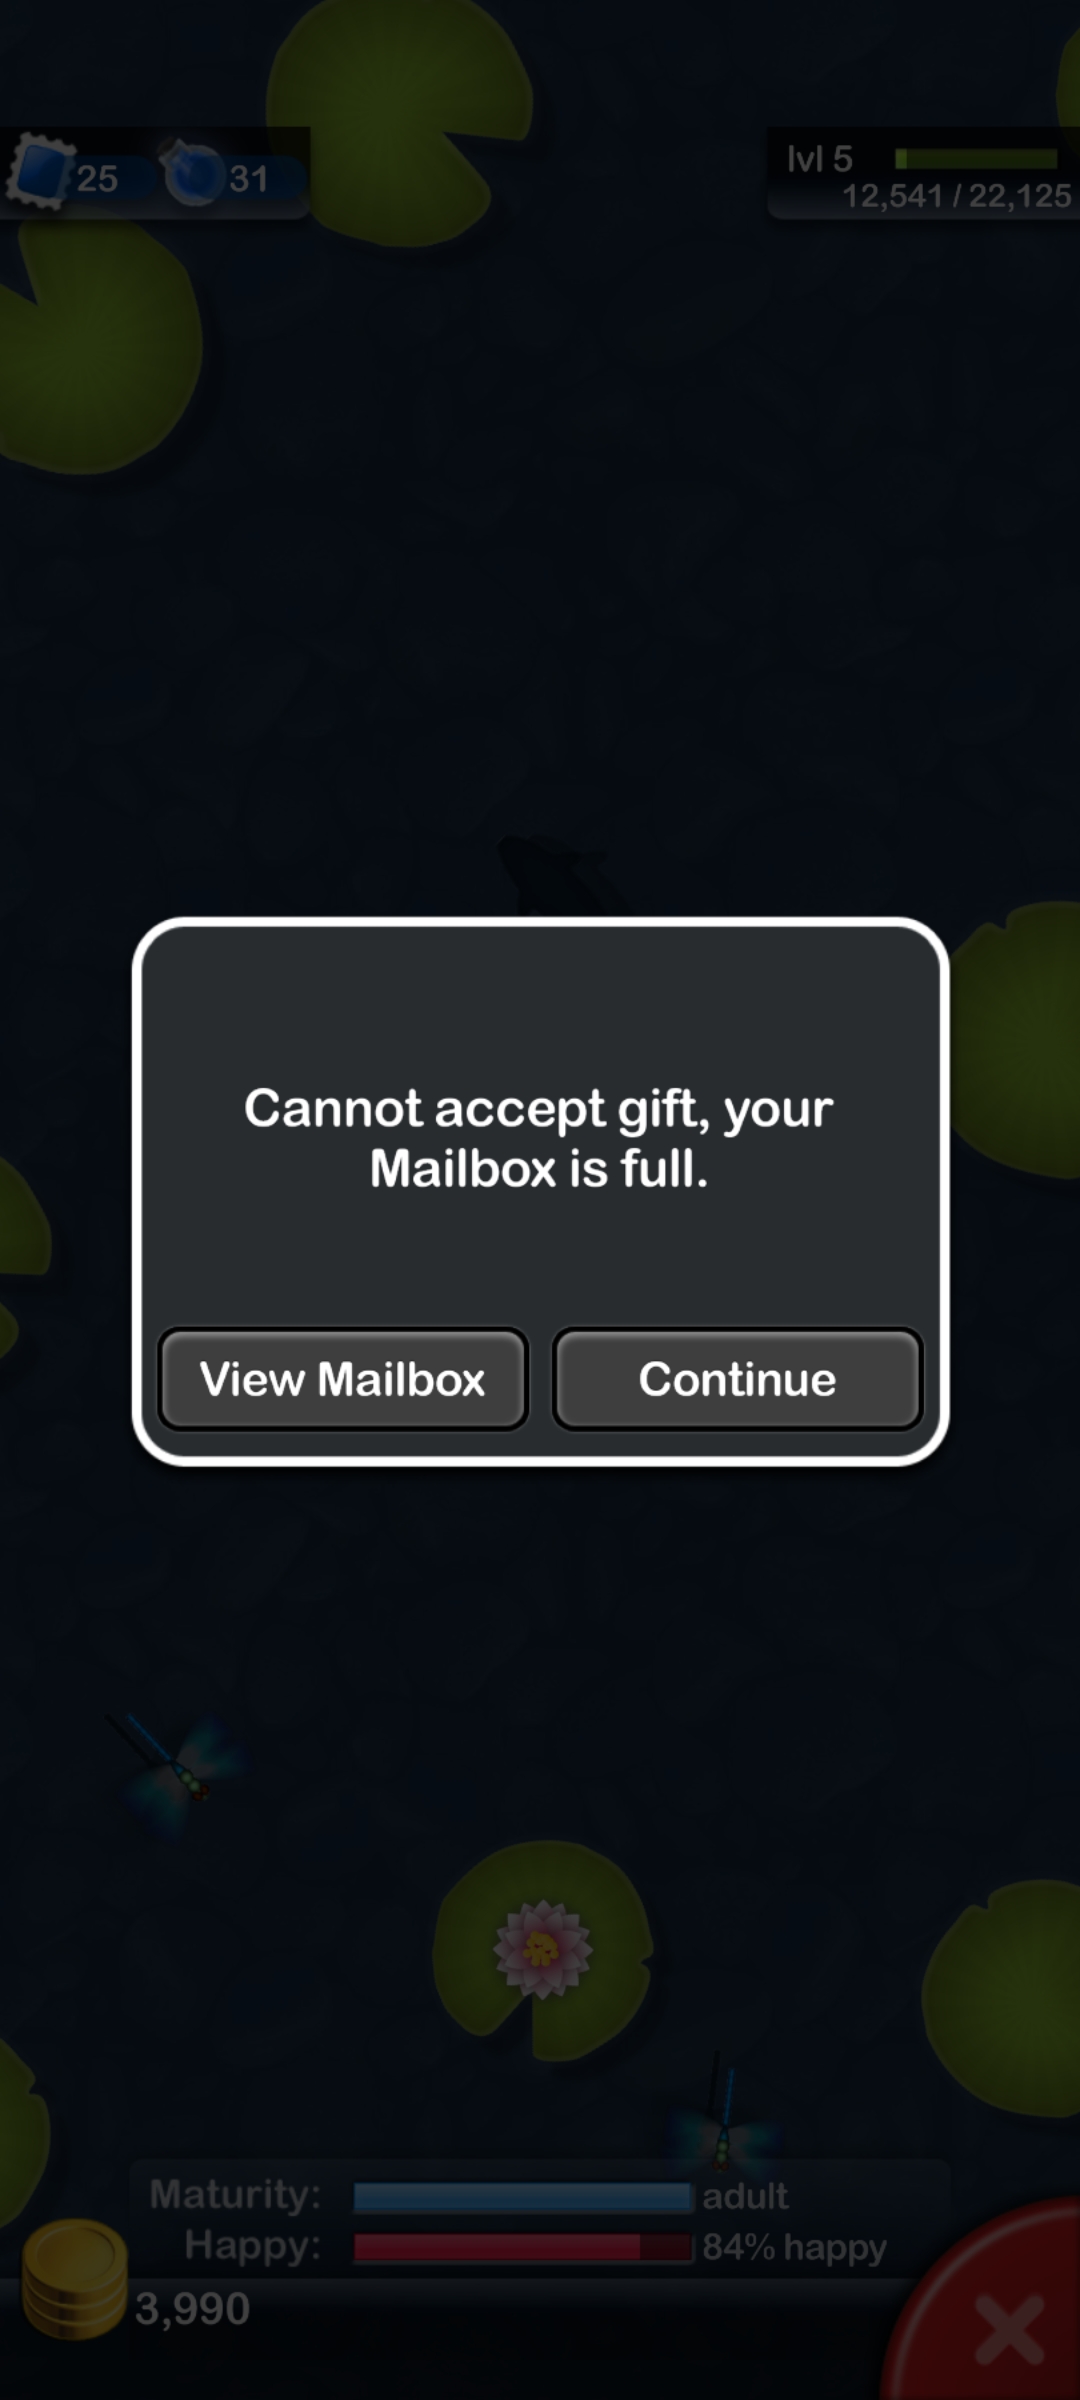 25
31
lvl 5
12,541 / 22,125
Cannot accept gift, your
Mailbox is full.
View Mailbox
Continue
Maturity:
adult
Happy:
84% happy
3,990